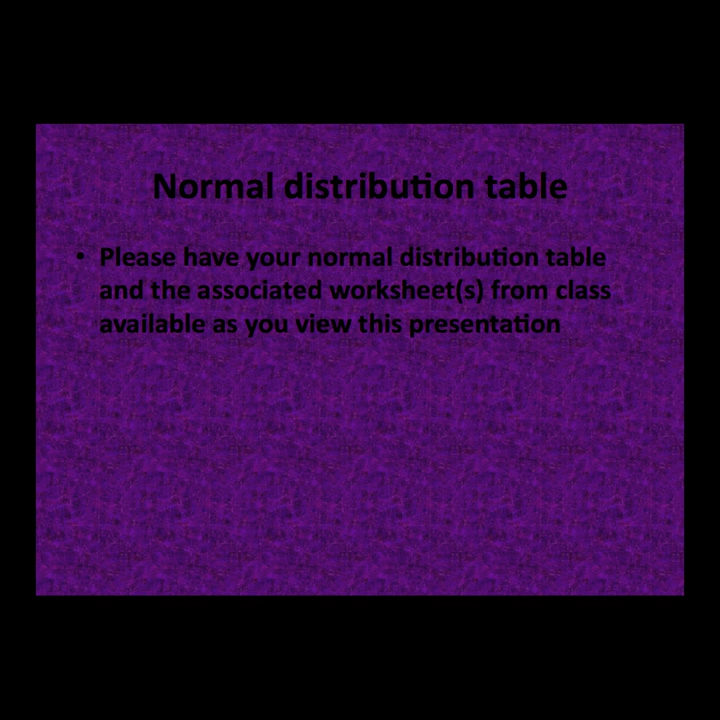 Normal distribution table
• Please have your normal distribution table
and the associated worksheet(s) from class
available as you view this presentation